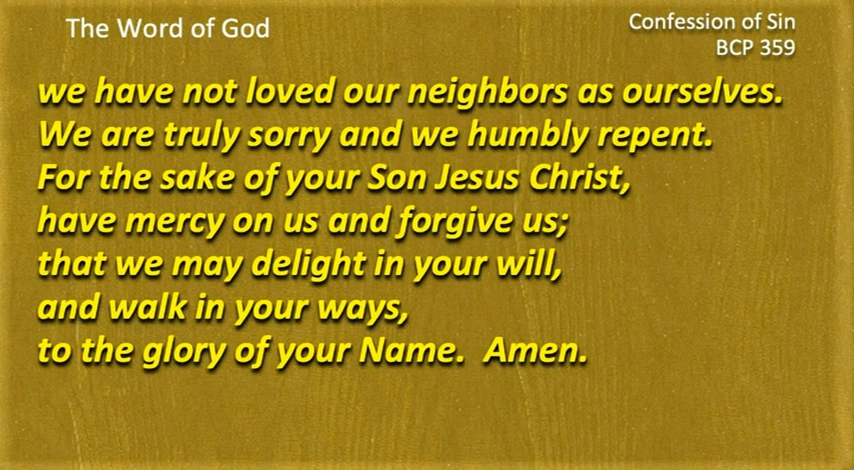 The Word of God
Confession of Sin
BCP 359
we have not loved our neighbors as ourselves.
We are truly sorry and we humbly repent.
For the sake of your Son Jesus Christ,
have mercy on us and forgive us;
that we may delight in your will,
and walk in your ways,
to the glory of your Name.  Amen.